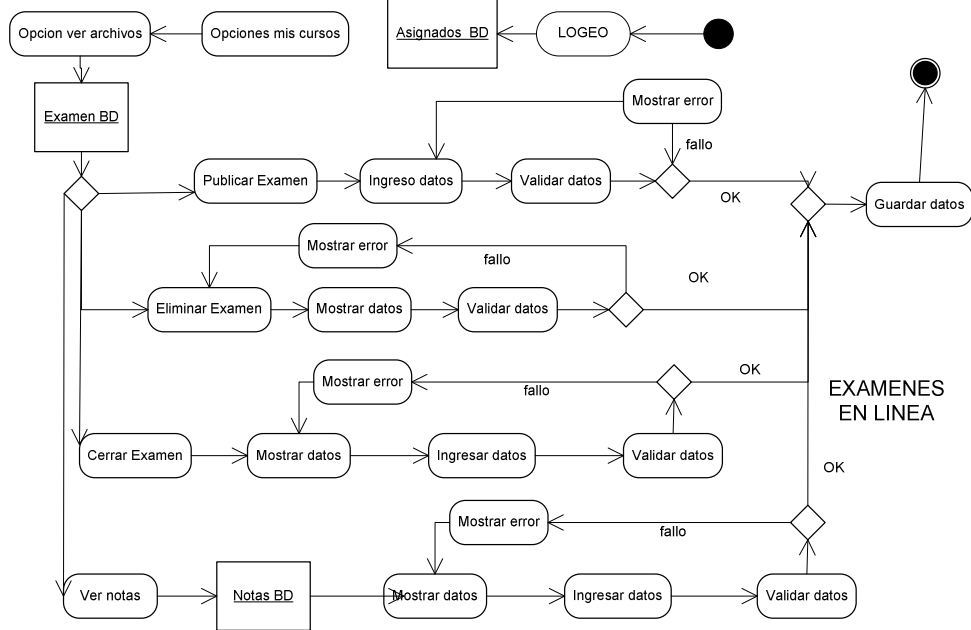 Opcion ver archivos
Opciones mis cursos
Asignados BD
LOGEO
Examen BD
Mostrar error
fallo
Publicar Examen
Ingreso datos
Validar datos
OK
Guardar datos
Mostrar error
fallo
OK
Eliminar Examen
Mostrar datos
Validar datos
Mostrar error
fallo
OK
EXAMENES
EN LINEA
Cerrar Examen
Mostrar datos
Ingresar datos
Validar datos
OK
Mostrar error
fallo
Ver notas
Notas BD
Mostrar datos
Ingresar datos
Validar datos